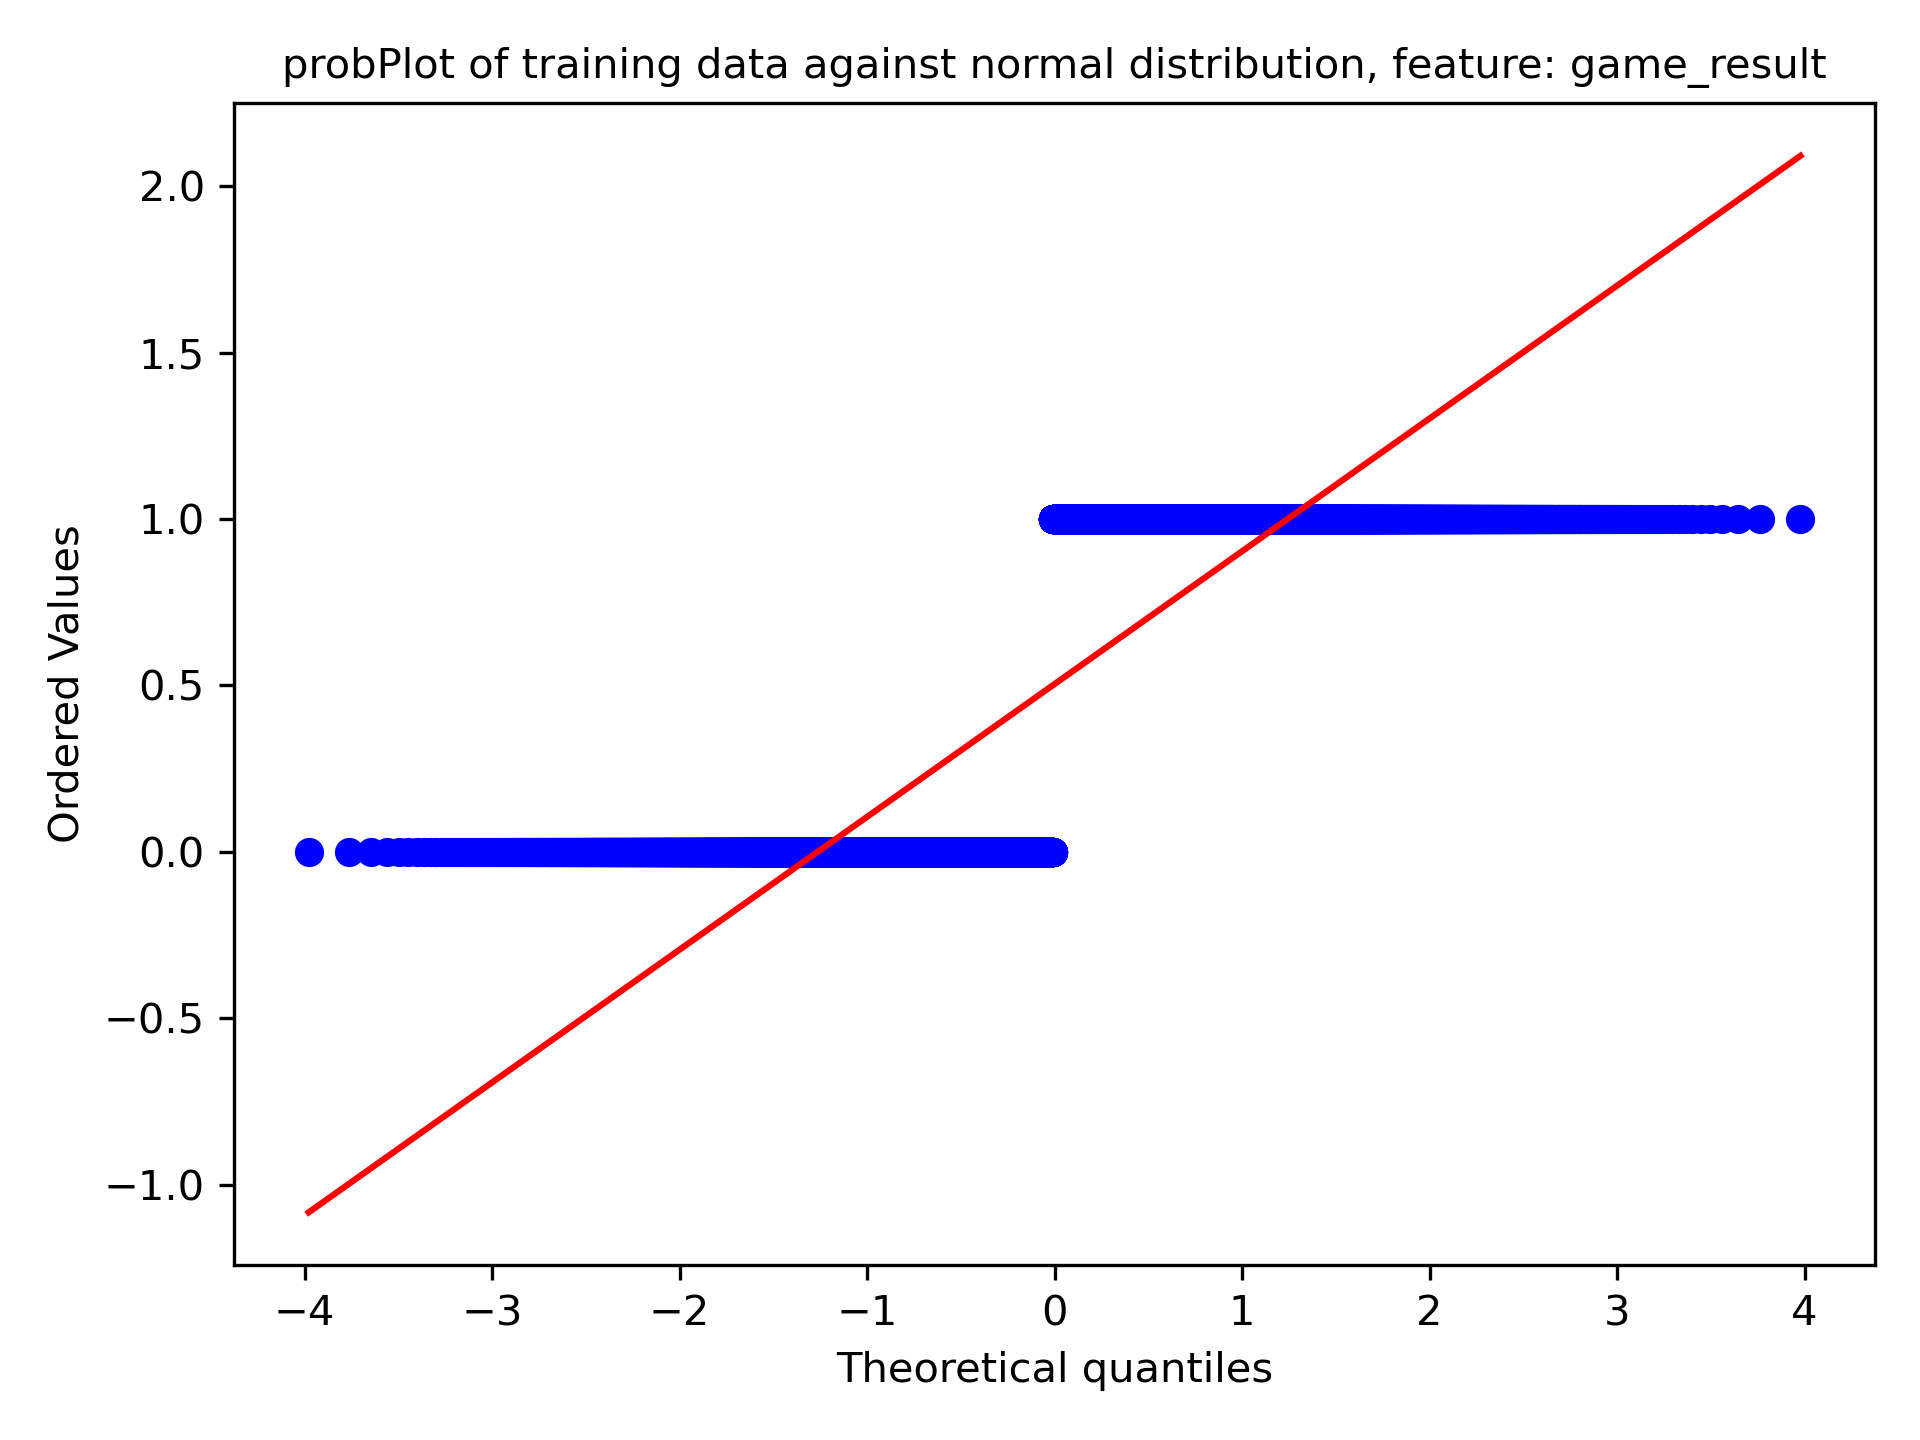 probPlot of training data against normal distribution, feature: game_result
2.0
1.5
1.0
0.5
0.0
−0.5
−1.0
Ordered Values
−4 −3 −2 −1 0 1 2 3 4
Theoretical quantiles